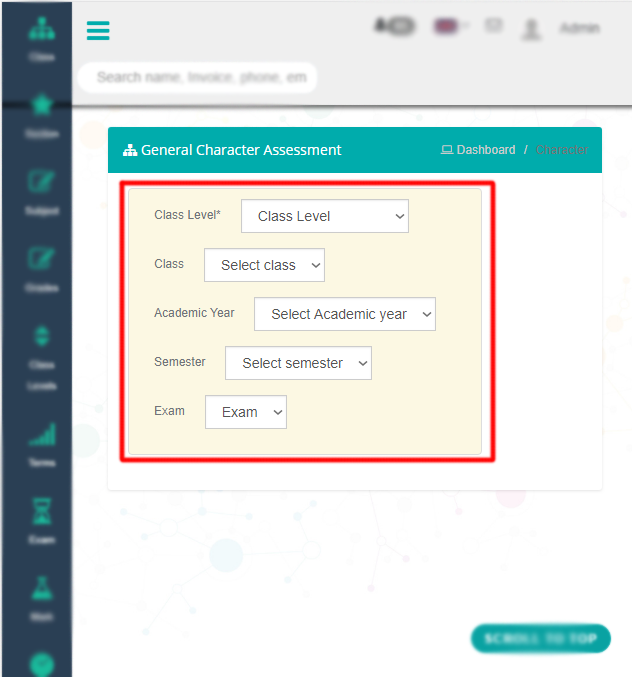 Class
Subject
Grades
Class
Levels
Terms
Exam
Mark
Admin
Search name, Invoice, phone, em
General Character Assessment
Dashboard / Character
Class Level*
Class Level
Class
Select class
Academic Year
Select Academic year
Semester
Select semester
Exam
Exam
SCROLL TO TOP